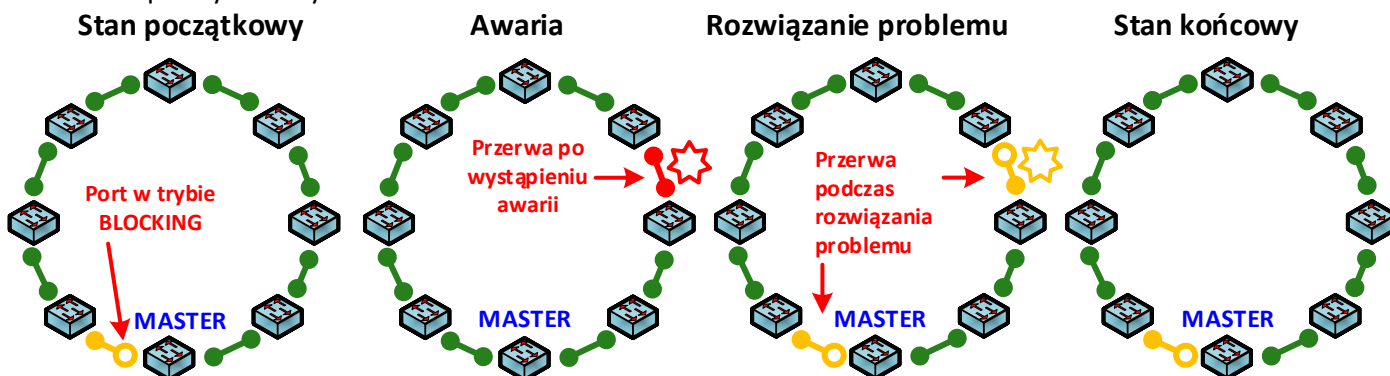 Stan początkowy
Awaria
Rozwiązanie problemu
Stan końcowy
Port w trybie
BLOCKING
MASTER
Przerwa po
wystąpieniu
awarii
MASTER
Przerwa
podczas
rozwiązania
problemu
MASTER
MASTER